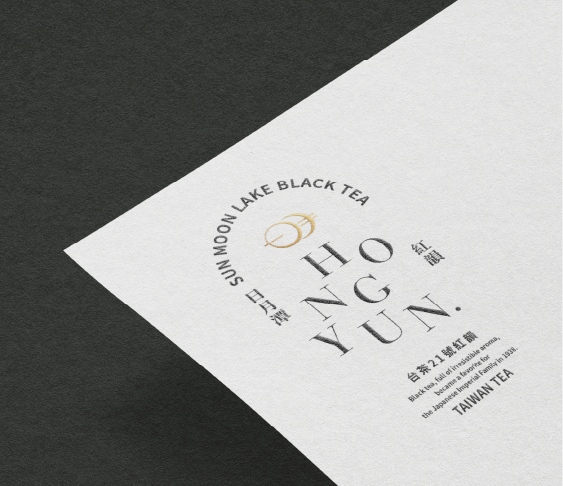 SUN MOON LAKE BLACK TEA
HO
NG
YUN.
日月潭
紅韻
台茶21號紅韻
Black tea, full of irresistible aroma,
became a favorite for
the Japanese Imperial Family in 1939.
TAIWAN TEA